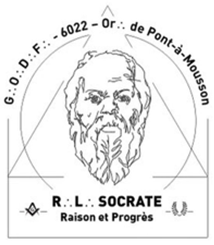 G∴O∴D∴F∴ - 6022 – Or∴ de Pont-à-Mousson
R∴L∴ SOCRATE
Raison et Progrès